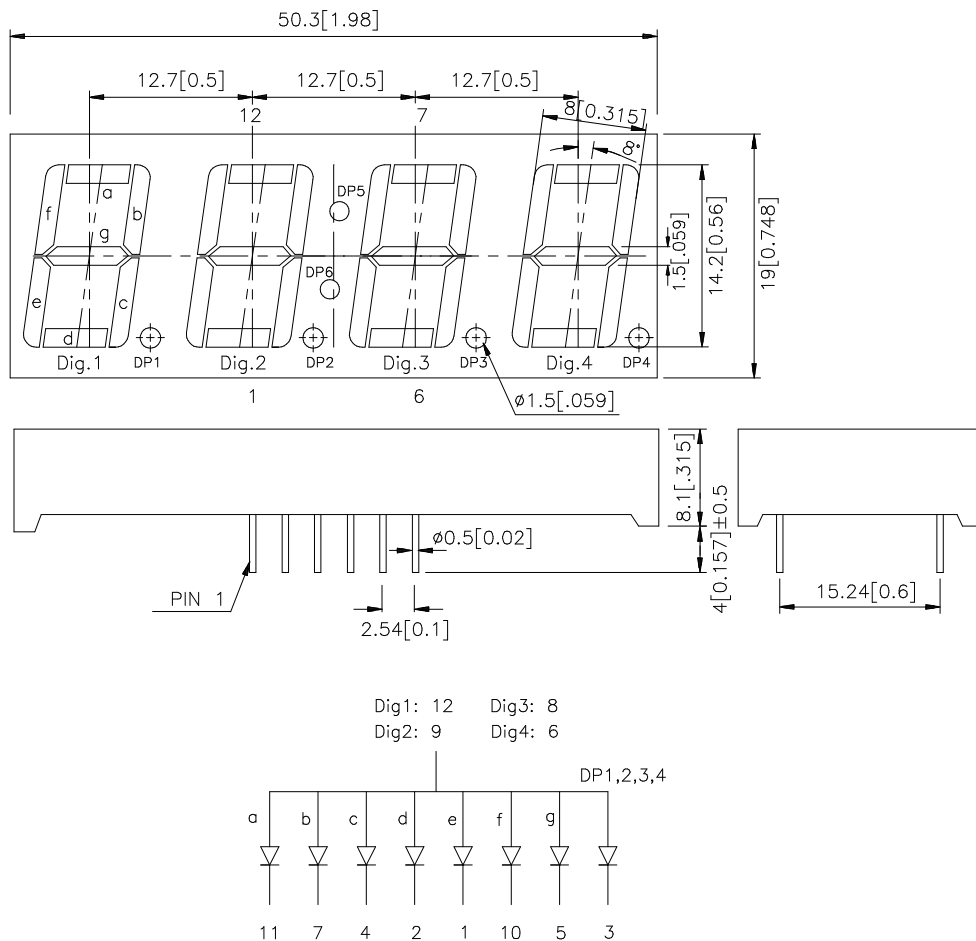 50.3[1.98]
12.7[0.5] 12.7[0.5] 12.7[0.5]
12 7 8[0.315]
8°
a DP5
f b
g
DP6
e c
d
1.5[.059] 14.2[0.56] 19[0.748]
Dig.1 DP1 Dig.2 DP2 Dig.3 DP3 Dig.4 DP4
1 6 ø1.5[.059]
8.1[.315]
ø0.5[0.02]
4[0.157]±0.5
PIN 1
2.54[0.1]
15.24[0.6]
Dig1: 12 Dig3: 8
Dig2: 9 Dig4: 6
DP1,2,3,4
a b c d e f g
11 7 4 2 1 10 5 3